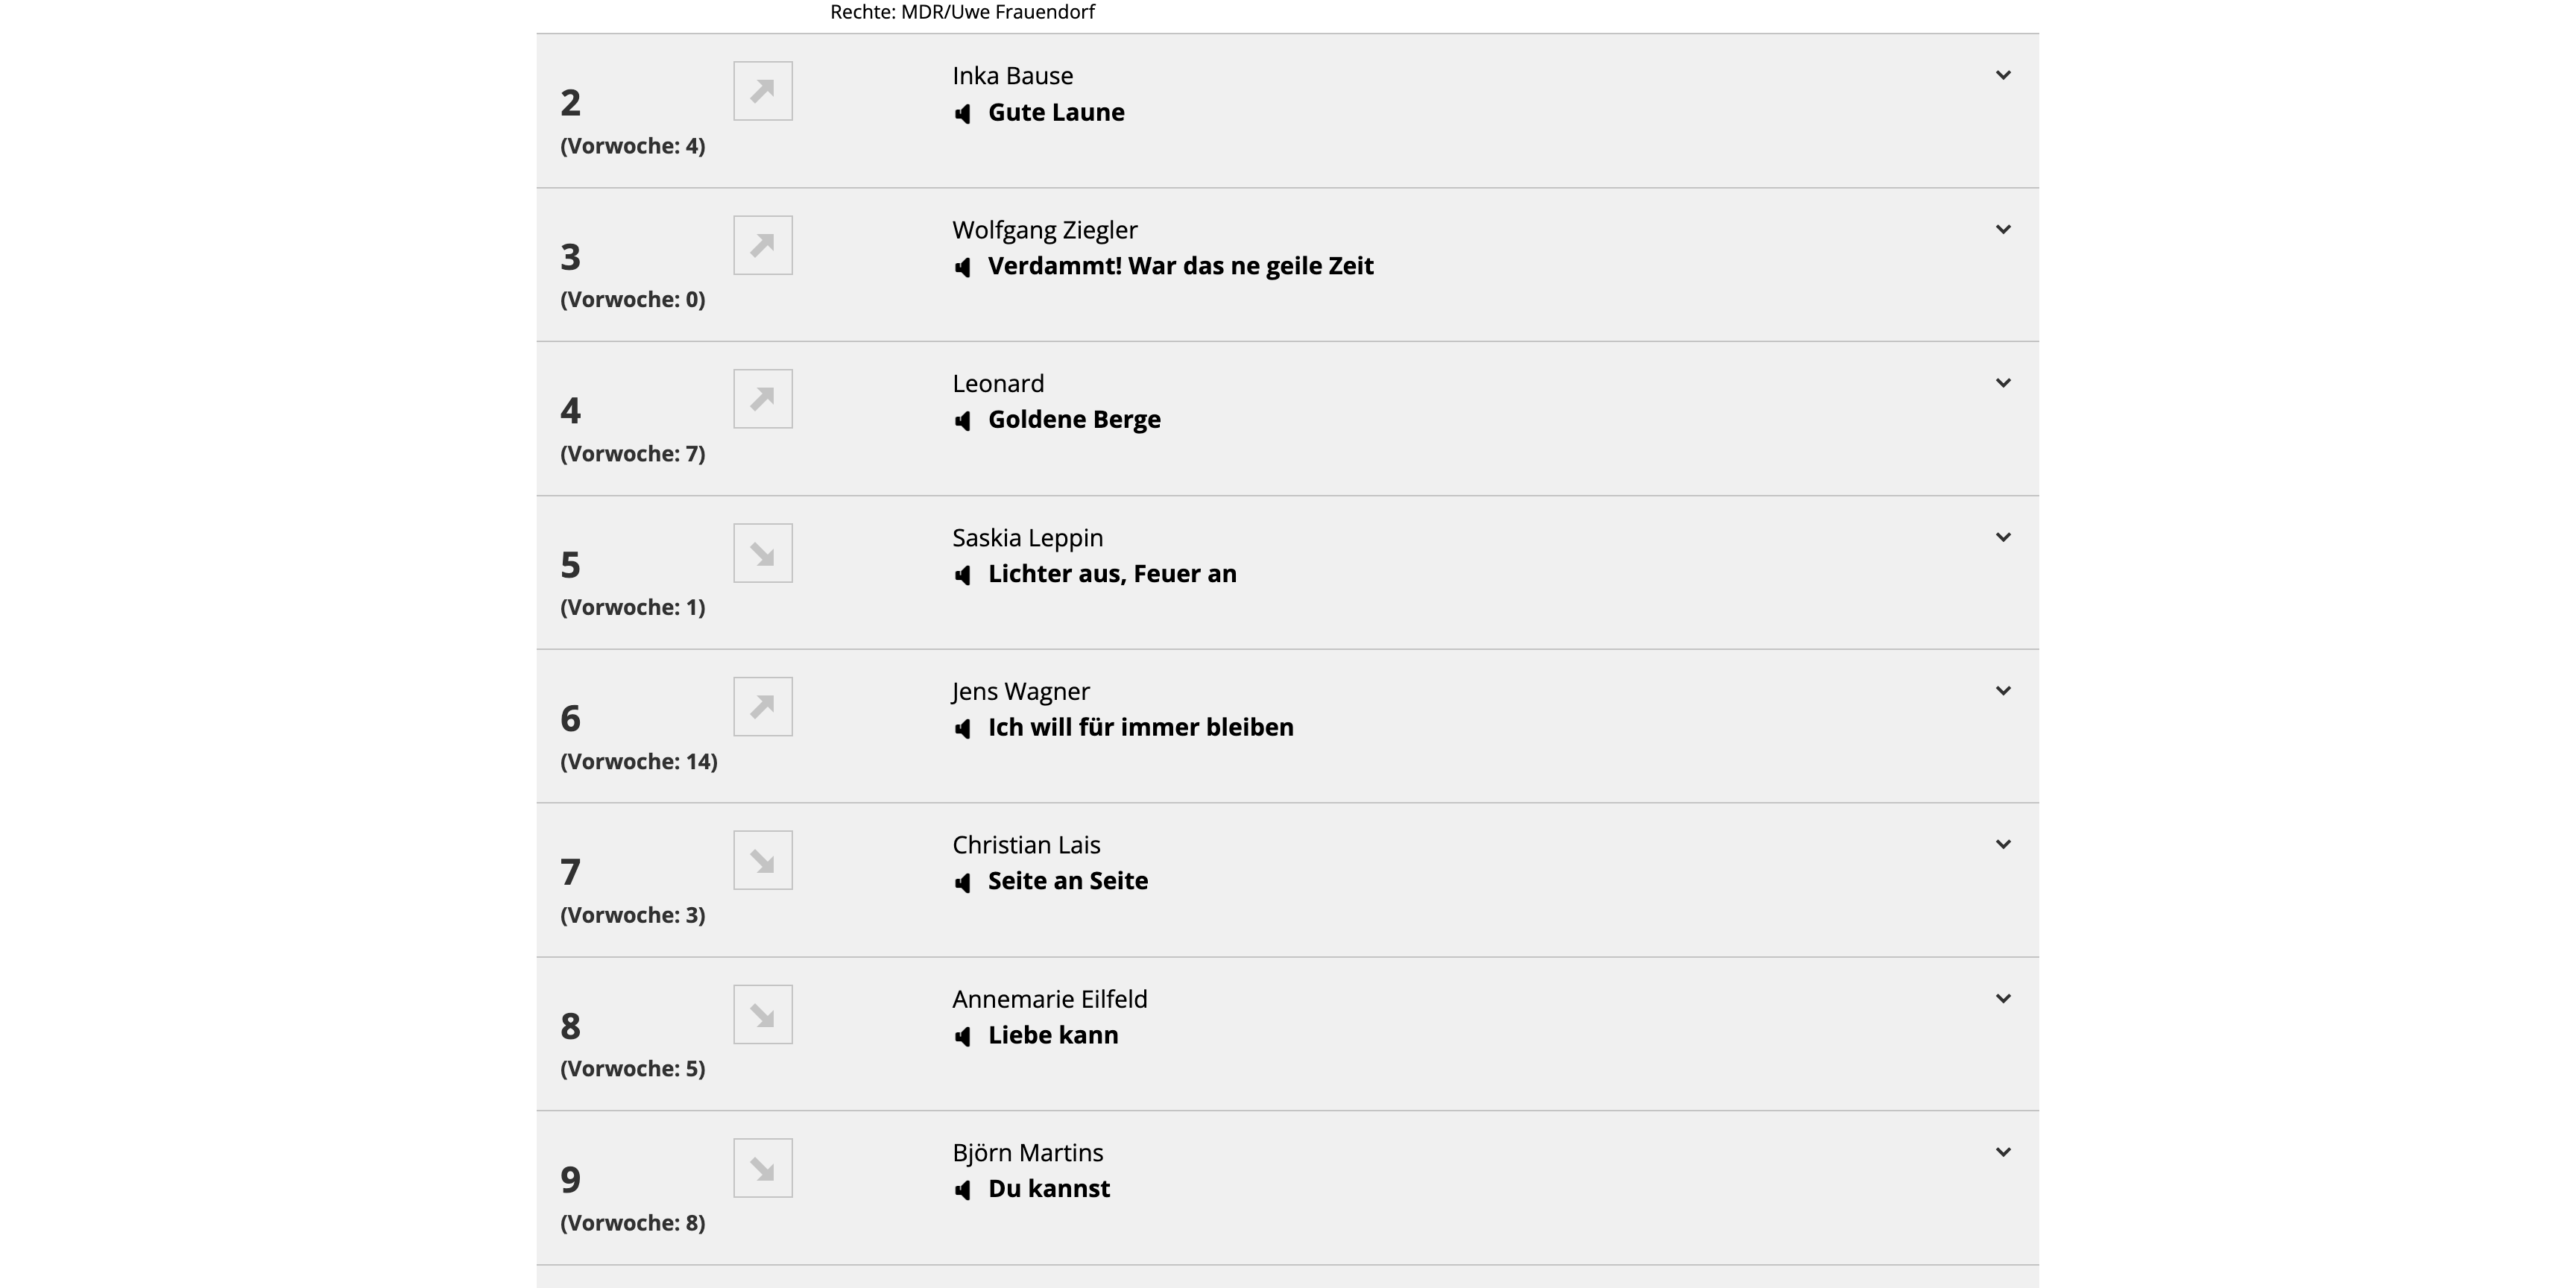 Rechte: MDR/Uwe Frauendorf
2
(Vorwoche: 4)
Inka Bause
Gute Laune
3
(Vorwoche: 0)
Wolfgang Ziegler
Verdammt! War das ne geile Zeit
4
(Vorwoche: 7)
Leonard
Goldene Berge
5
(Vorwoche: 1)
Saskia Leppin
Lichter aus, Feuer an
6
(Vorwoche: 14)
Jens Wagner
Ich will für immer bleiben
7
(Vorwoche: 3)
Christian Lais
Seite an Seite
8
(Vorwoche: 5)
Annemarie Eilfeld
Liebe kann
9
(Vorwoche: 8)
Björn Martins
Du kannst